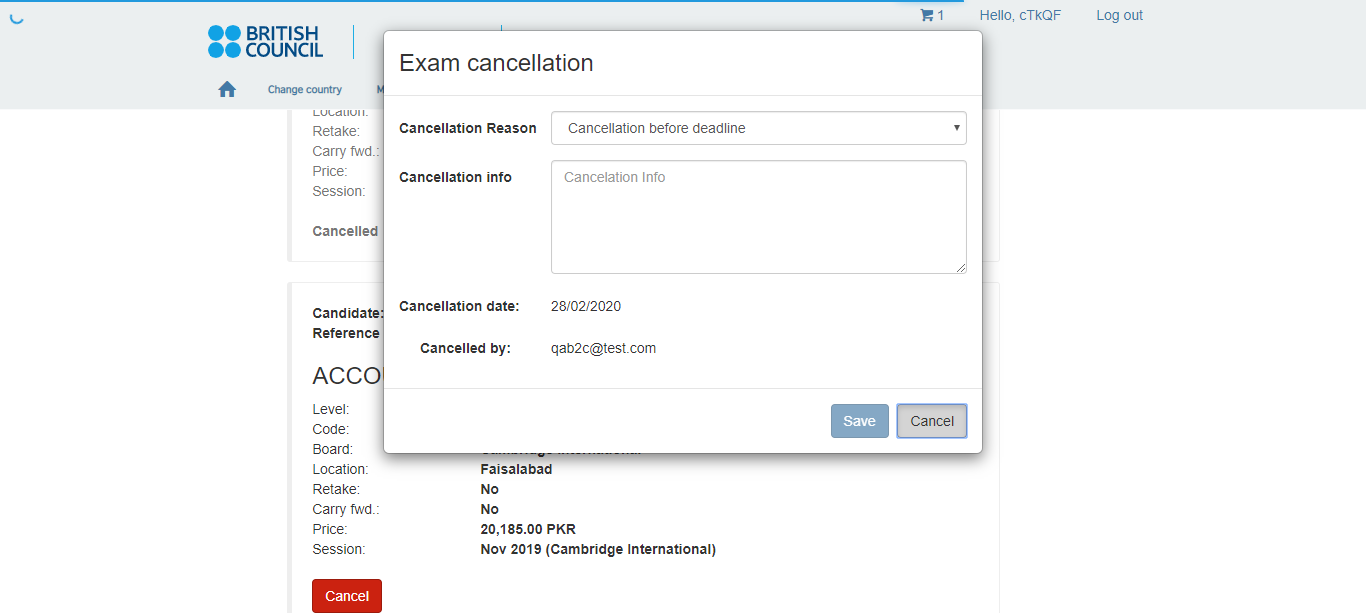 1 Hello, cTkQF Log out
BRITISH
COUNCIL
Change country M
Exam cancellation
Cancellation Reason Cancellation before deadline
Cancellation info Cancelation Info
Cancellation date: 28/02/2020
Cancelled by: qab2c@test.com
Save Cancel
Location:
Retake:
Carry fwd.:
Price:
Session:
Cancelled
Candidate:
Reference
ACCO
Level:
Code:
Board: Cambridge International
Location: Faisalabad
Retake: No
Carry fwd.: No
Price: 20,185.00 PKR
Session: Nov 2019 (Cambridge International)
Cancel